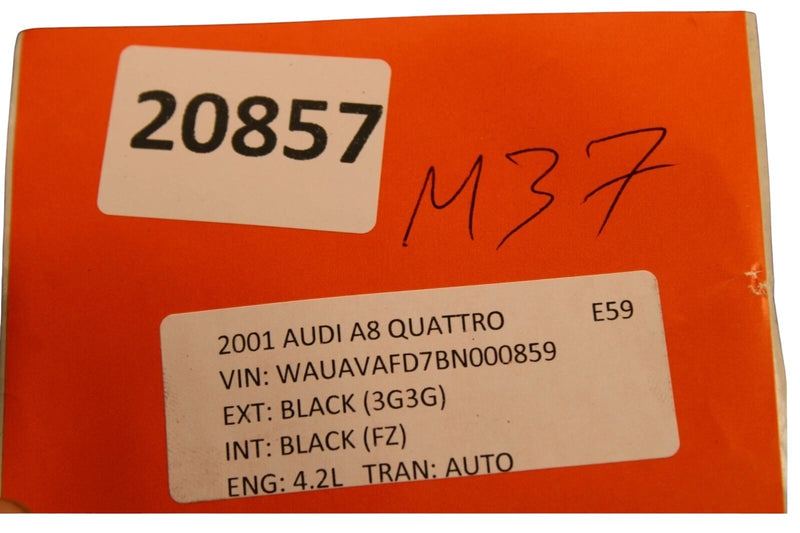 20857
M37
2001 AUDI A8 QUATTRO E59
VIN: WAUAVAFD7BN000859
EXT: BLACK (3G3G)
INT: BLACK (FZ)
ENG: 4.2L TRAN: AUTO